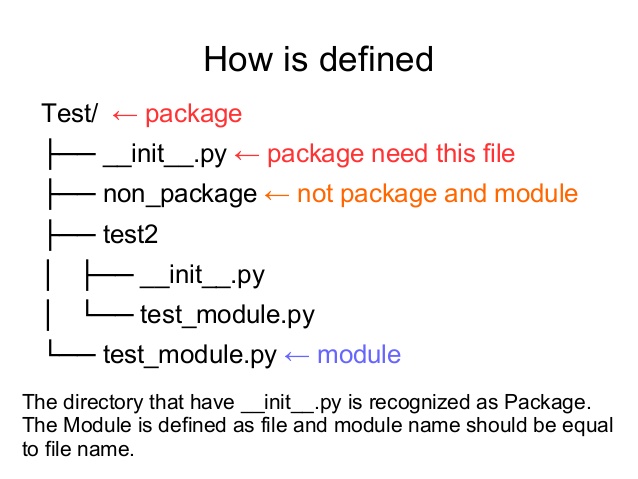 How is defined
Test/ ← package
├── __init__.py ← package need this file
├── non_package ← not package and module
├── test2
│   ├── __init__.py
│   └── test_module.py
└── test_module.py ← module
The directory that have __init__.py is recognized as Package.
The Module is defined as file and module name should be equal
to file name.